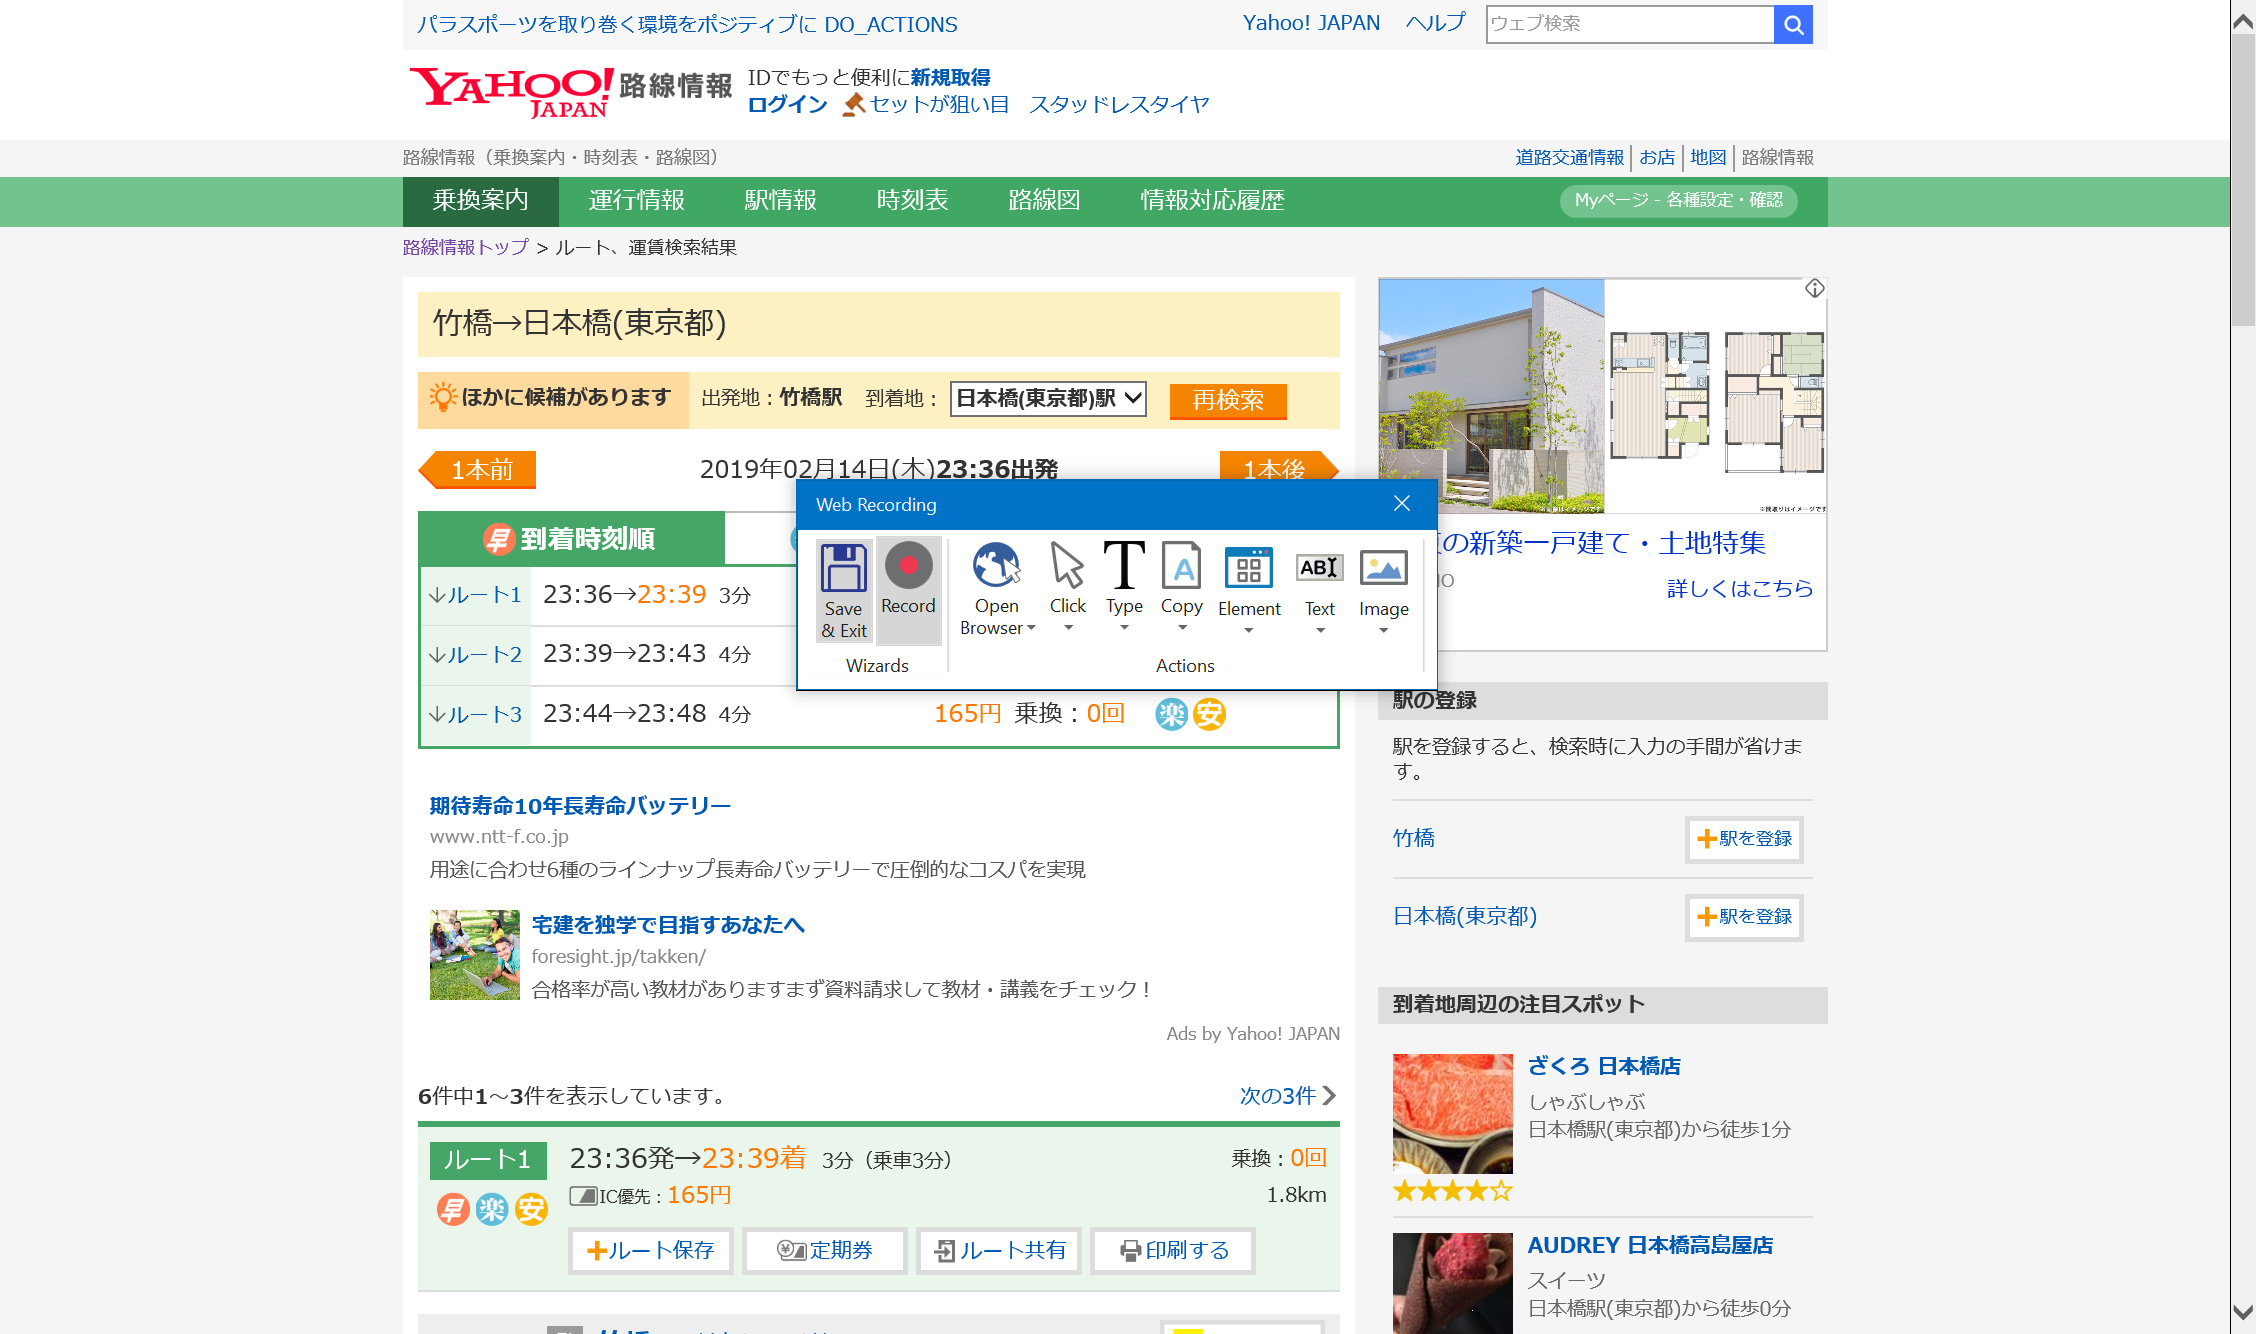 パラスポーツを取り巻く環境をポジティブに DO_ACTIONS
Yahoo! JAPAN ヘルプ ウェブ検索
YAHOO! JAPAN 路線情報
IDでもっと便利に新規取得
ログイン セットが狙い目 スタッドレスタイヤ
路線情報（乗換案内・時刻表・路線図）
道路交通情報 お店 地図 路線情報
乗換案内 運行情報 駅情報 時刻表 路線図 情報対応履歴 Myページ - 各種設定・確認
路線情報トップ > ルート、運賃検索結果
竹橋→日本橋(東京都)
ほかに候補があります 出発地：竹橋駅 到着地： 日本橋(東京都)駅 再検索
1本前 2019年02月14日(木)23:36出発 1本後
早 到着時刻順
↓ルート1 23:36→23:39 3分
↓ルート2 23:39→23:43 4分
↓ルート3 23:44→23:48 4分 165円 乗換：0回 楽 安
Web Recording
Save & Exit
Record
Open Browser
Click
Type
Copy
Element
Text
Image
Wizards
Actions
期待寿命10年長寿命バッテリー
www.ntt-f.co.jp
用途に合わせ6種のラインナップ長寿命バッテリーで圧倒的なコスパを実現
宅建を独学で目指すあなたへ
foresight.jp/takken/
合格率が高い教材がありますまず資料請求して教材・講義をチェック！
Ads by Yahoo! JAPAN
6件中1～3件を表示しています。
次の3件
ルート1 23:36発→23:39着 3分（乗車3分） 乗換：0回
早 楽 安 IC優先：165円 1.8km
ルート保存 定期券 ルート共有 印刷する
※間取りはイメージです
の新築一戸建て・土地特集
詳しくはこちら
駅の登録
駅を登録すると、検索時に入力の手間が省けま
す。
竹橋 駅を登録
日本橋(東京都) 駅を登録
到着地周辺の注目スポット
ざくろ 日本橋店
しゃぶしゃぶ
日本橋駅(東京都)から徒歩1分
★★★★☆
AUDREY 日本橋高島屋店
スイーツ
日本橋駅(東京都)から徒歩0分